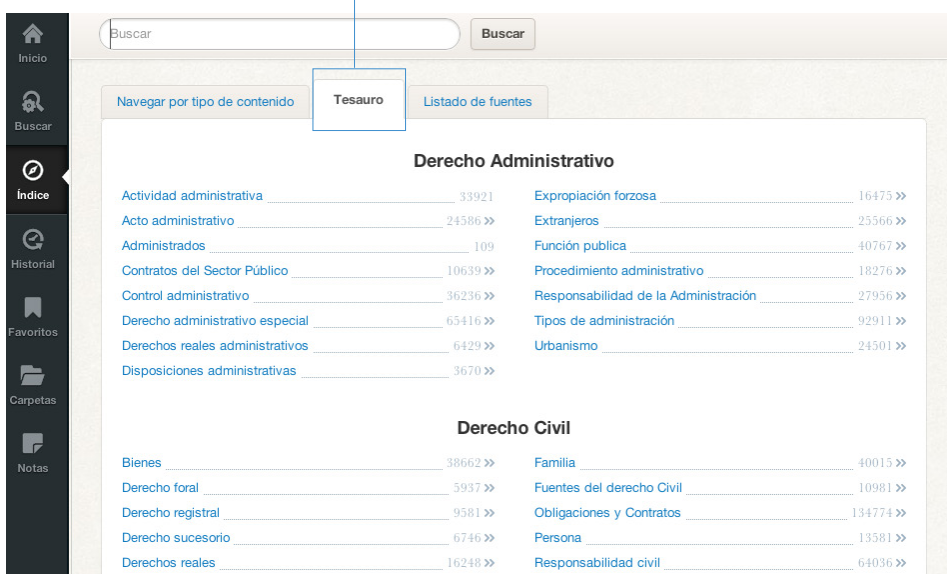 Inicio
Buscar
Índice
Historial
Favoritos
Carpetas
Notas
Buscar Buscar
Navegar por tipo de contenido Tesauro Listado de fuentes
Derecho Administrativo
Actividad administrativa 33921
Acto administrativo 24586 »
Administrados 109
Contratos del Sector Público 10639 »
Control administrativo 36236 »
Derecho administrativo especial 65416 »
Derechos reales administrativos 6429 »
Disposiciones administrativas 3670 »
Expropiación forzosa 16475 »
Extranjeros 25566 »
Función publica 40767 »
Procedimiento administrativo 18276 »
Responsabilidad de la Administración 27956 »
Tipos de administración 92911 »
Urbanismo 24501 »
Derecho Civil
Bienes 38662 »
Derecho foral 5937 »
Derecho registral 9581 »
Derecho sucesorio 6746 »
Derechos reales 16248 »
Familia 40015 »
Fuentes del derecho Civil 10981 »
Obligaciones y Contratos 134774 »
Persona 13581 »
Responsabilidad civil 64036 »